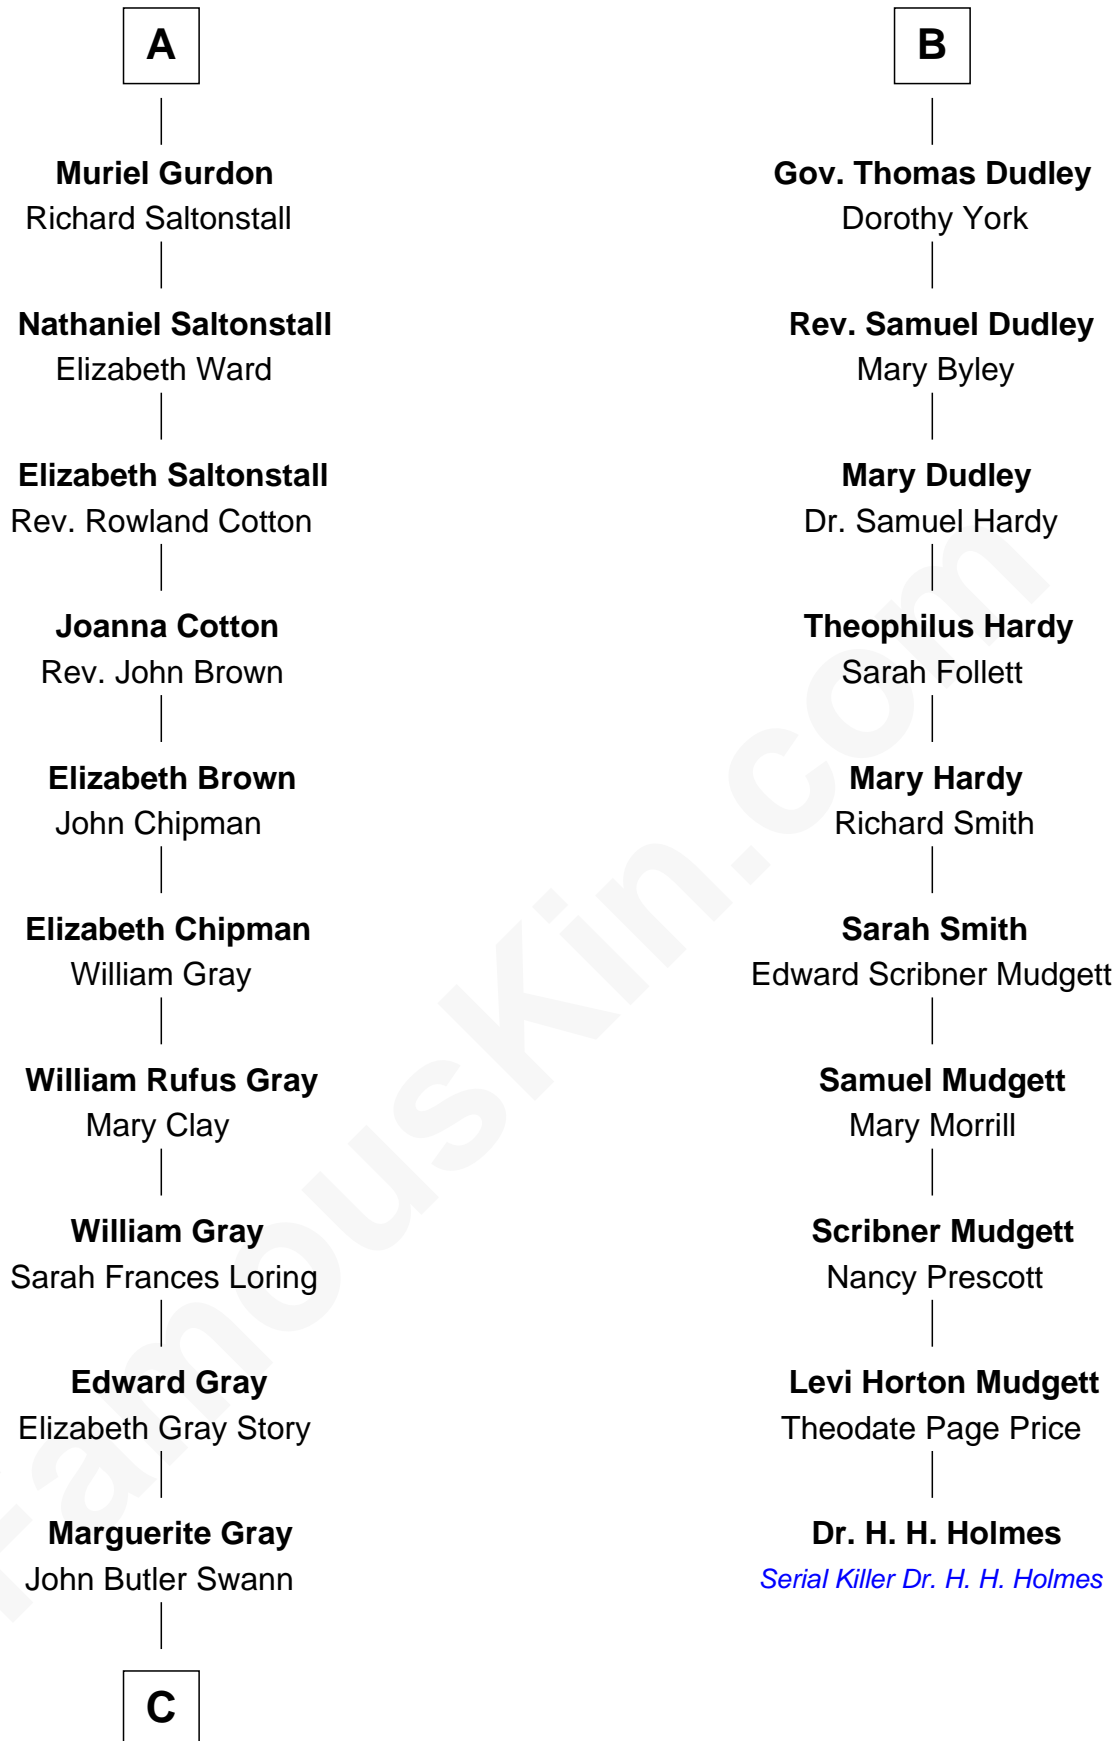 A
Muriel Gurdon
Richard Saltonstall
Nathaniel Saltonstall
Elizabeth Ward
Elizabeth Saltonstall
Rev. Rowland Cotton
Joanna Cotton
Rev. John Brown
Elizabeth Brown
John Chipman
Elizabeth Chipman
William Gray
William Rufus Gray
Mary Clay
William Gray
Sarah Frances Loring
Edward Gray
Elizabeth Gray Story
Marguerite Gray
John Butler Swann
C
B
Gov. Thomas Dudley
Dorothy York
Rev. Samuel Dudley
Mary Byley
Mary Dudley
Dr. Samuel Hardy
Theophilus Hardy
Sarah Follett
Mary Hardy
Richard Smith
Sarah Smith
Edward Scribner Mudgett
Samuel Mudgett
Mary Morrill
Scribner Mudgett
Nancy Prescott
Levi Horton Mudgett
Theodate Page Price
Dr. H. H. Holmes
Serial Killer Dr. H. H. Holmes
FamousKin.com